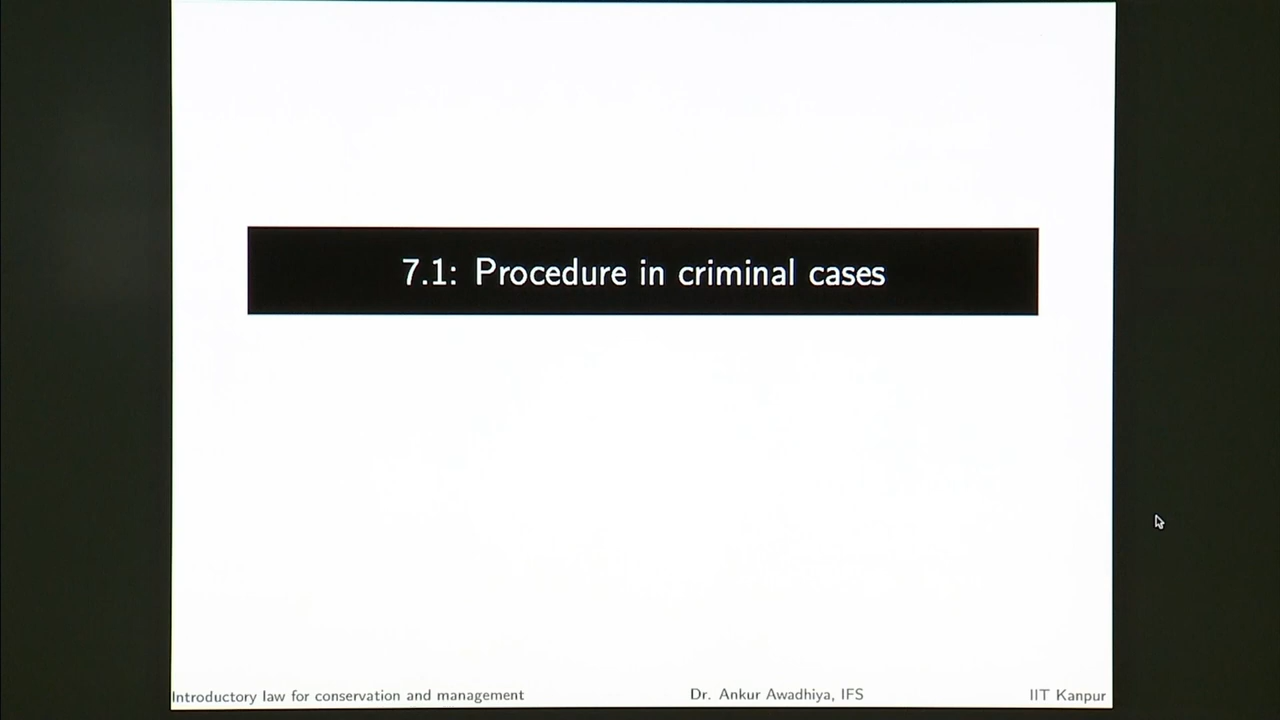 7.1: Procedure in criminal cases
Introductory law for conservation and management Dr. Ankur Awadhiya, IFS IIT Kanpur